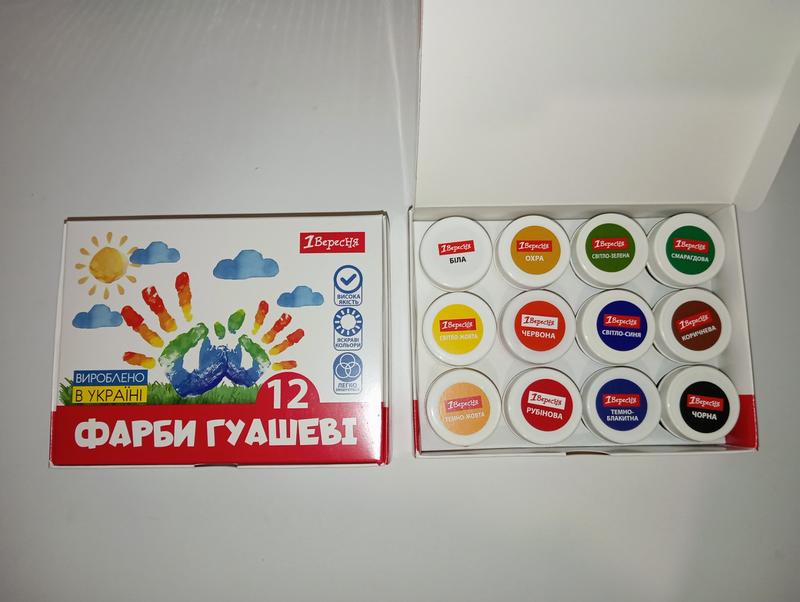 1Вересня
ВИСОКА
ЯКІСТЬ
ЯСКРАВІ
КОЛЬОРИ
ЛЕГКО
ЗМІШУЮТЬСЯ
ВИРОБЛЕНО
В УКРАЇНІ
12
ФАРБИ ГУАШЕВІ
1Вересня
БІЛА
1Вересня
ОХРА
1Вересня
СВІТЛО-ЗЕЛЕНА
1Вересня
СМАРАГДОВА
1Вересня
СВІТЛО-ЖОВТА
1Вересня
ЧЕРВОНА
1Вересня
СВІТЛО-СИНЯ
1Вересня
КОРИЧНЕВА
1Вересня
ТЕМНО-ЖОВТА
1Вересня
РУБІНОВА
1Вересня
ТЕМНО-
БЛАКИТНА
1Вересня
ЧОРНА